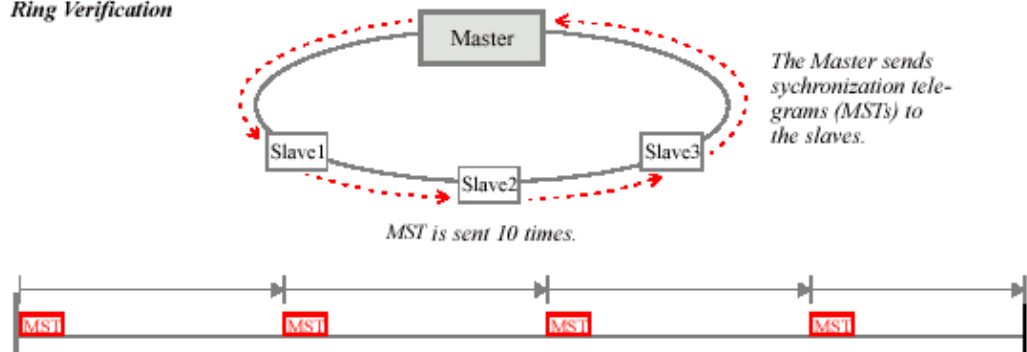 Ring Verification
Master
The Master sends
sychronization tele-
grams (MSTs) to
the slaves.
Slave1
Slave3
Slave2
MST is sent 10 times.
MST MST MST MST